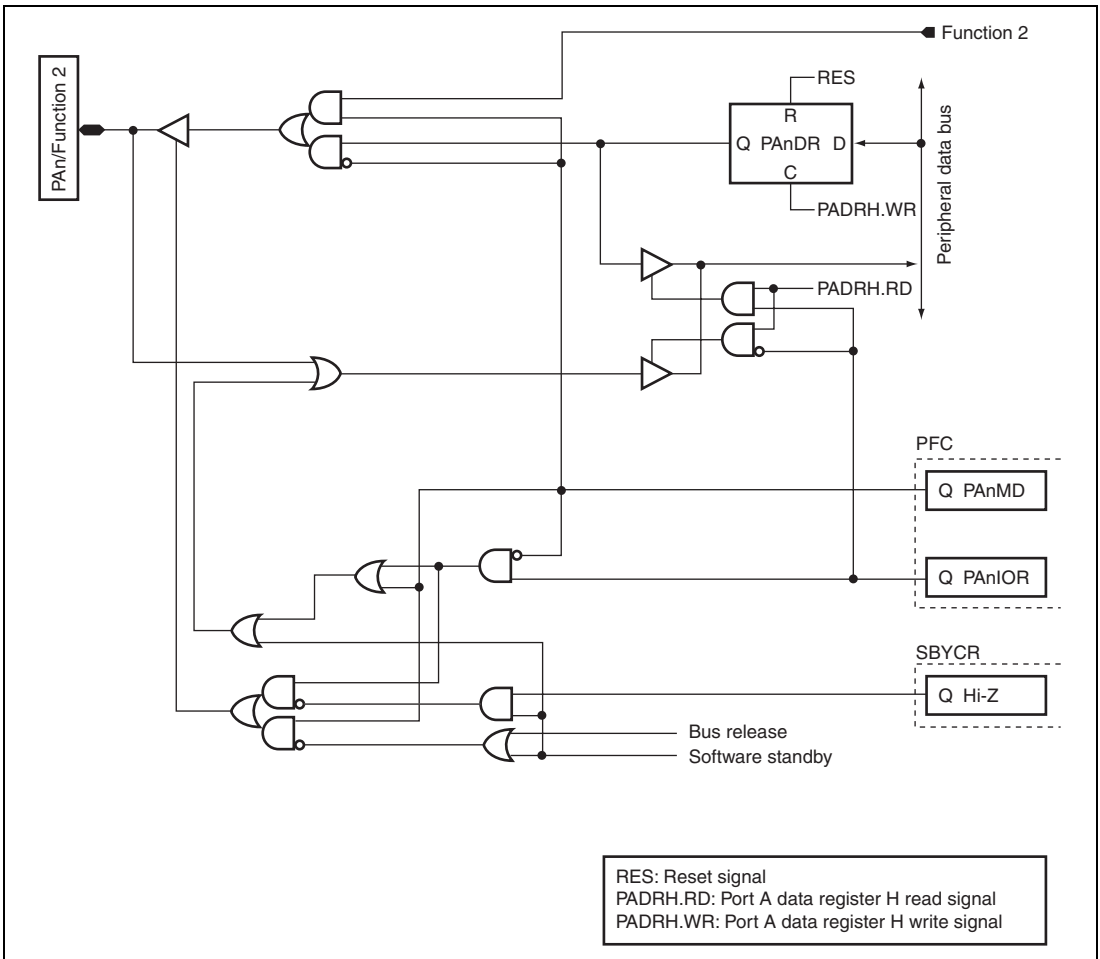 Function 2
PAn/Function 2
RES
R
Q PAnDR D
C
PADRH.WR
Peripheral data bus
PADRH.RD
PFC
Q PAnMD
Q PAnIOR
SBYCR
Q Hi-Z
Bus release
Software standby
RES: Reset signal
PADRH.RD: Port A data register H read signal
PADRH.WR: Port A data register H write signal